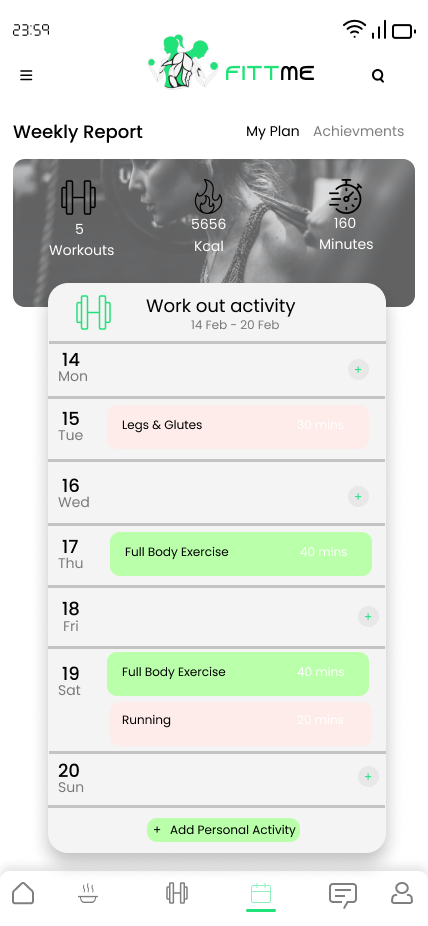 23:59
FITTME
Weekly Report
My Plan Achievments
5
Workouts
5656
Kcal
160
Minutes
Work out activity
14 Feb - 20 Feb
14
Mon
+
15
Tue
Legs & Glutes 30 mins
16
Wed
+
17
Thu
Full Body Exercise 40 mins
18
Fri
+
19
Sat
Full Body Exercise 40 mins
Running 20 mins
20
Sun
+
+ Add Personal Activity